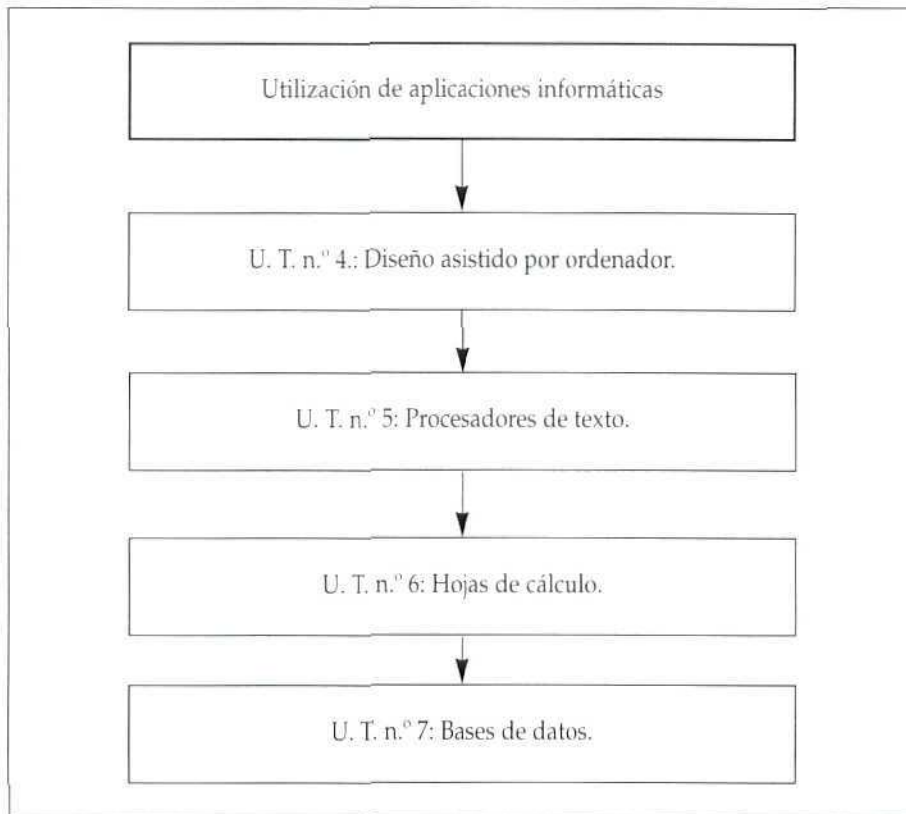 Utilización de aplicaciones informáticas
U. T. n.º 4.: Diseño asistido por ordenador.
U. T. n.º 5: Procesadores de texto.
U. T. n.º 6: Hojas de cálculo.
U. T. n.º 7: Bases de datos.